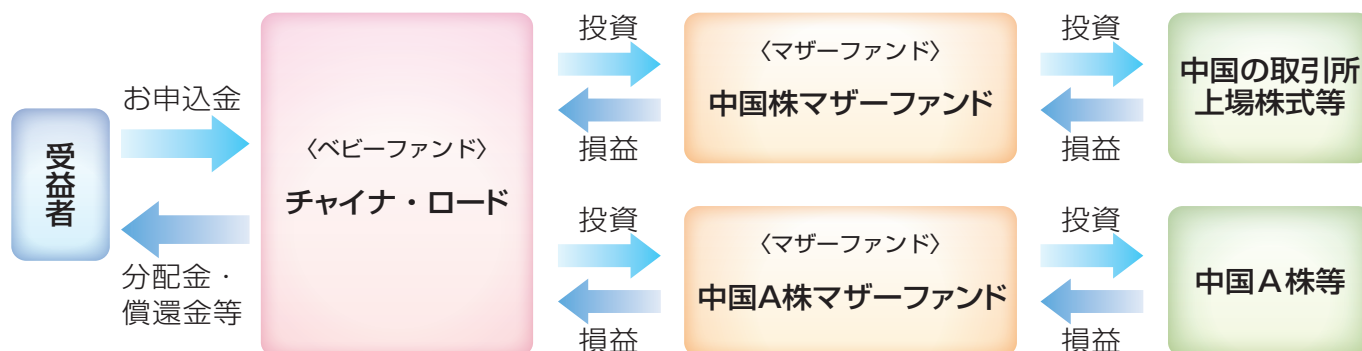 受益者
お申込金
分配金・
償還金等
〈ベビーファンド〉
チャイナ・ロード
投資
損益
〈マザーファンド〉
中国株マザーファンド
投資
損益
中国の取引所
上場株式等
投資
損益
〈マザーファンド〉
中国A株マザーファンド
投資
損益
中国A株等